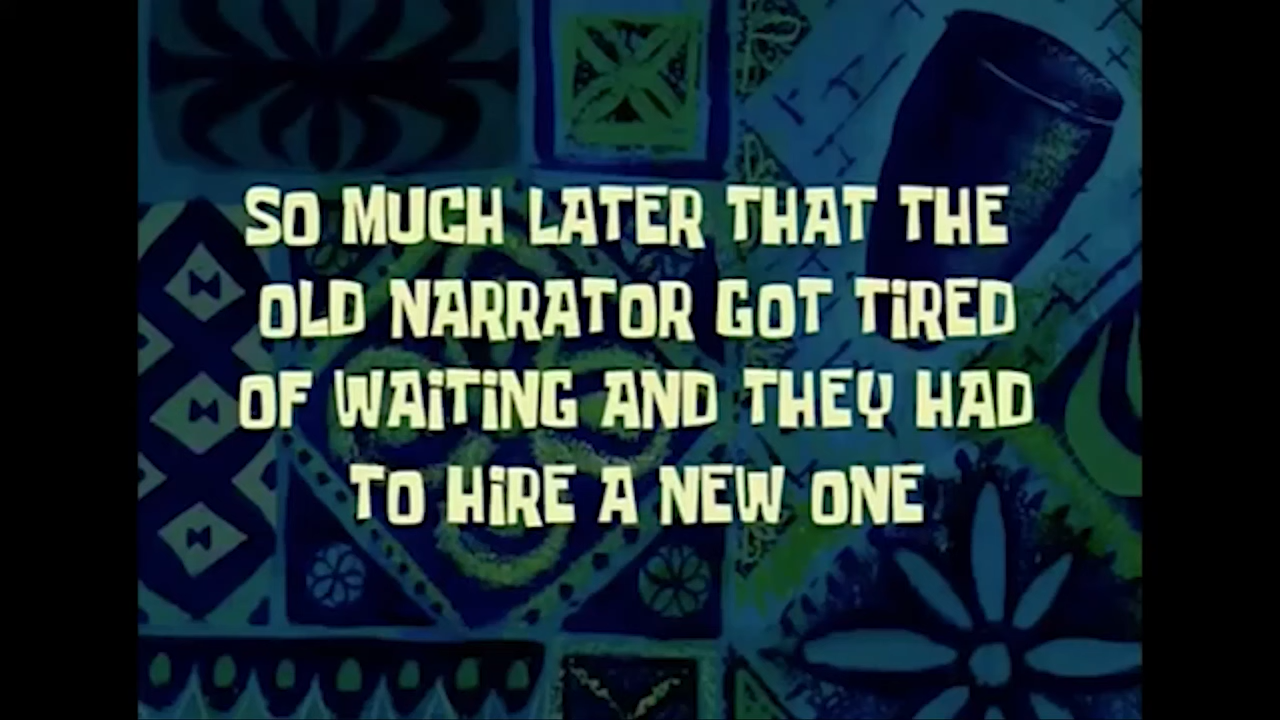 SO MUCH LATER THAT THE
OLD NARRATOR GOT TiRED
OF WAiTiNG AND THEY HAD
TO HiRE A NEW ONE